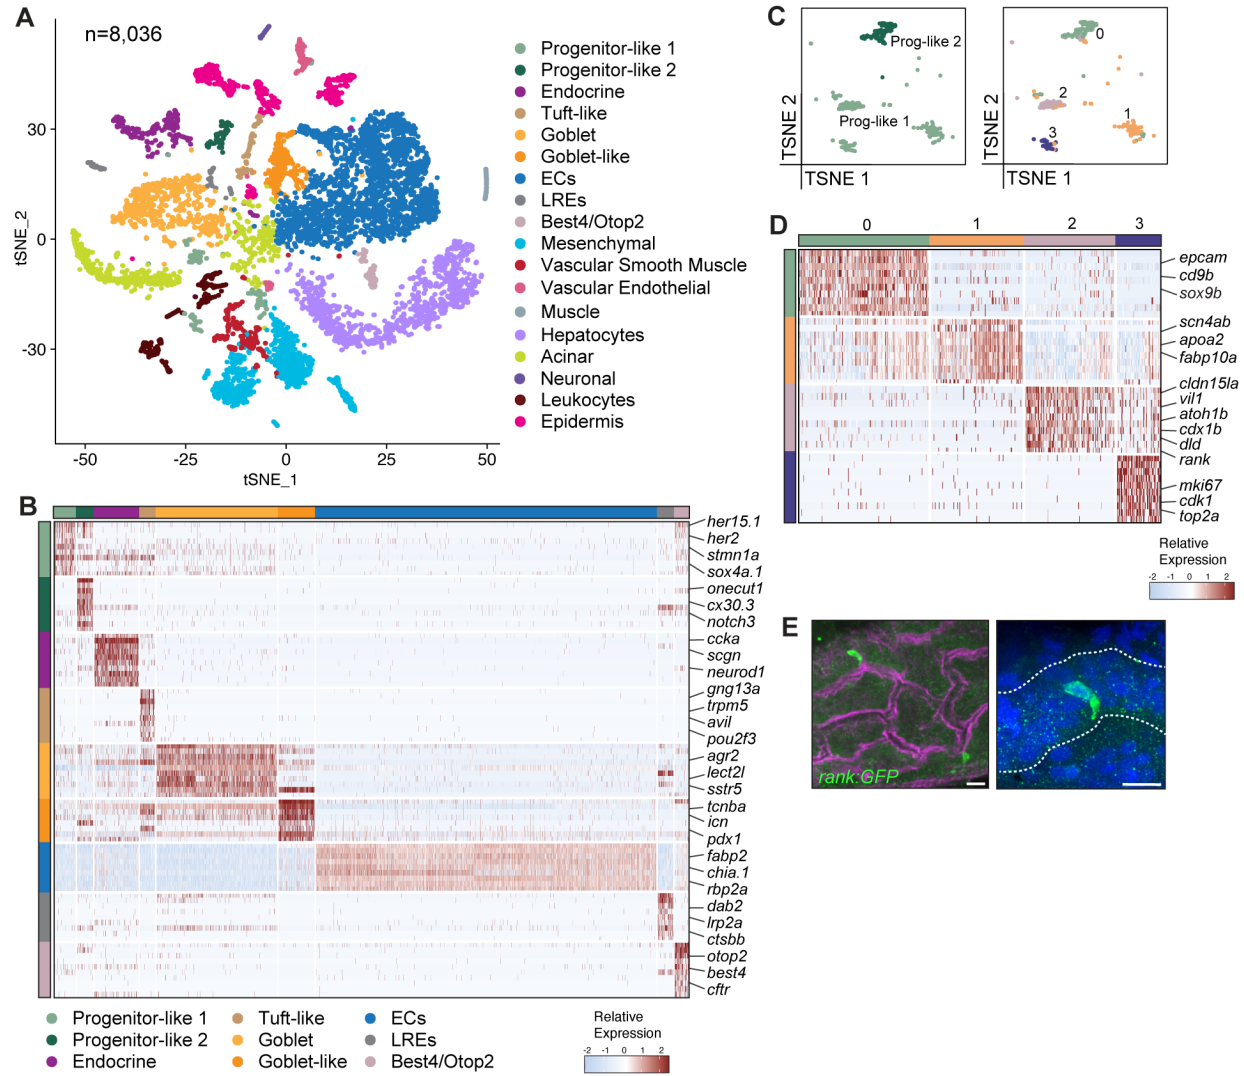 A
n=8,036
30
0
-30
tSNE_2
-50
-25
0
25
50
tSNE_1
Progenitor-like 1
Progenitor-like 2
Endocrine
Tuft-like
Goblet
Goblet-like
ECs
LREs
Best4/Otop2
Mesenchymal
Vascular Smooth Muscle
Vascular Endothelial
Muscle
Hepatocytes
Acinar
Neuronal
Leukocytes
Epidermis
B
her15.1
her2
stmn1a
sox4a.1
onecut1
cx30.3
notch3
ccka
scgn
neurod1
gng13a
trpm5
avil
pou2f3
agr2
lect2l
sstr5
tcnba
icn
pdx1
fabp2
chia.1
rbp2a
dab2
lrp2a
ctsbb
otop2
best4
cftr
Progenitor-like 1
Progenitor-like 2
Endocrine
Tuft-like
Goblet
Goblet-like
ECs
LREs
Best4/Otop2
Relative
Expression
-2 -1 0 1 2
C
Prog-like 2
Prog-like 1
TSNE 2
TSNE 1
0
2
1
3
TSNE 2
TSNE 1
D
0 1 2 3
epcam
cd9b
sox9b
scn4ab
apoa2
fabp10a
cldn15la
vil1
atoh1b
cdx1b
dld
rank
mki67
cdk1
top2a
Relative
Expression
-2 -1 0 1 2
E
rank:GFP